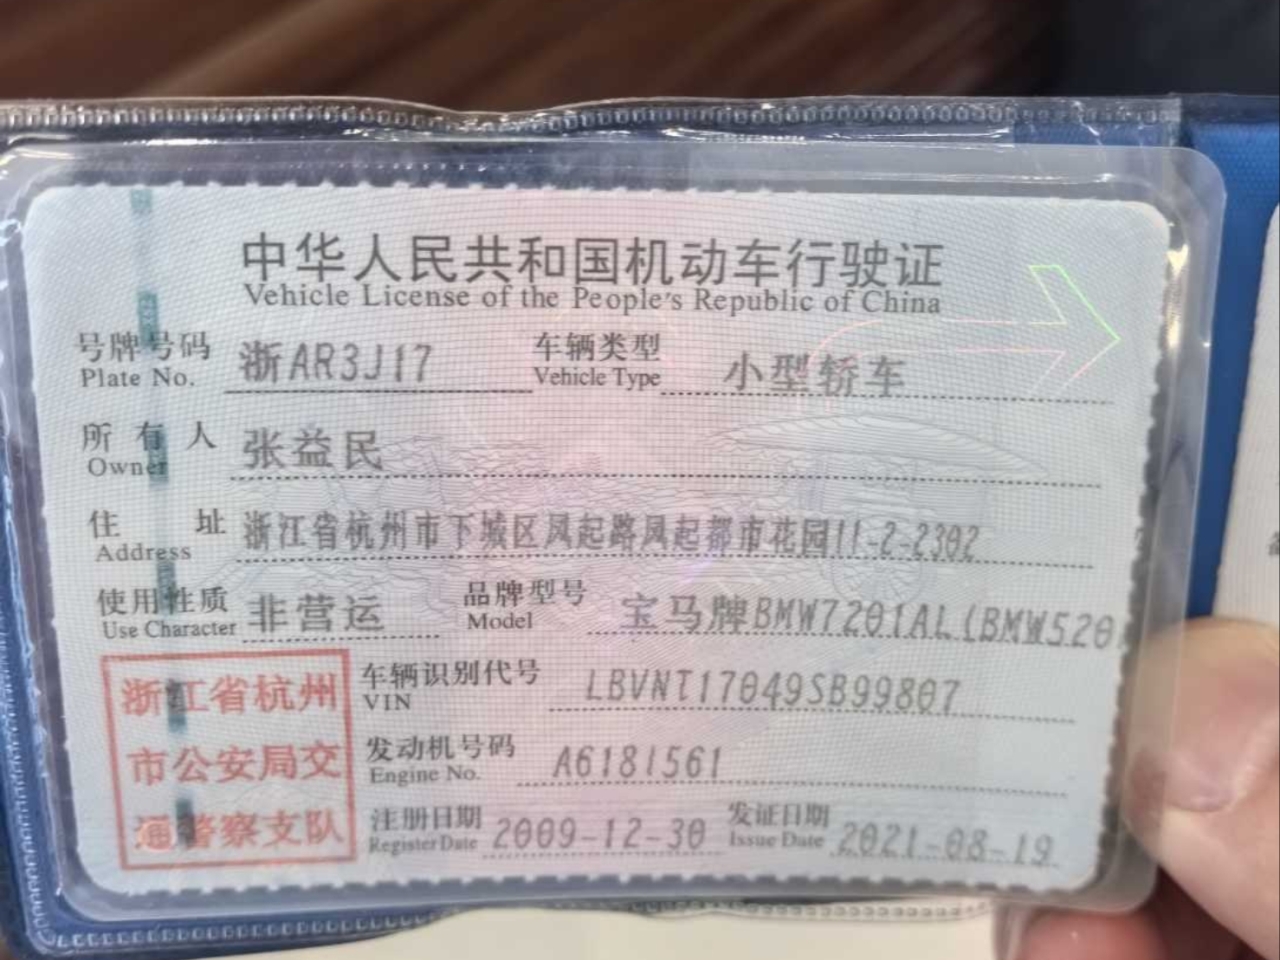 中华人民共和国机动车行驶证
Vehicle License of the People's Republic of China
号牌号码 浙AR3J17 车辆类型 小型轿车
Plate No. Vehicle Type
所有人 张益民
Owner
住址 浙江省杭州市下城区凤起路凤起都市花园11-2-2302
Address
使用性质 非营运 品牌型号 宝马牌BMW7201AL(BMW520
Use Character Model
浙江省杭州
市公安局交
通警察支队
车辆识别代号 LBVNT17049SB99807
VIN
发动机号码 A6181561
Engine No.
注册日期 2009-12-30 发证日期 2021-08-19
Register Date Issue Date